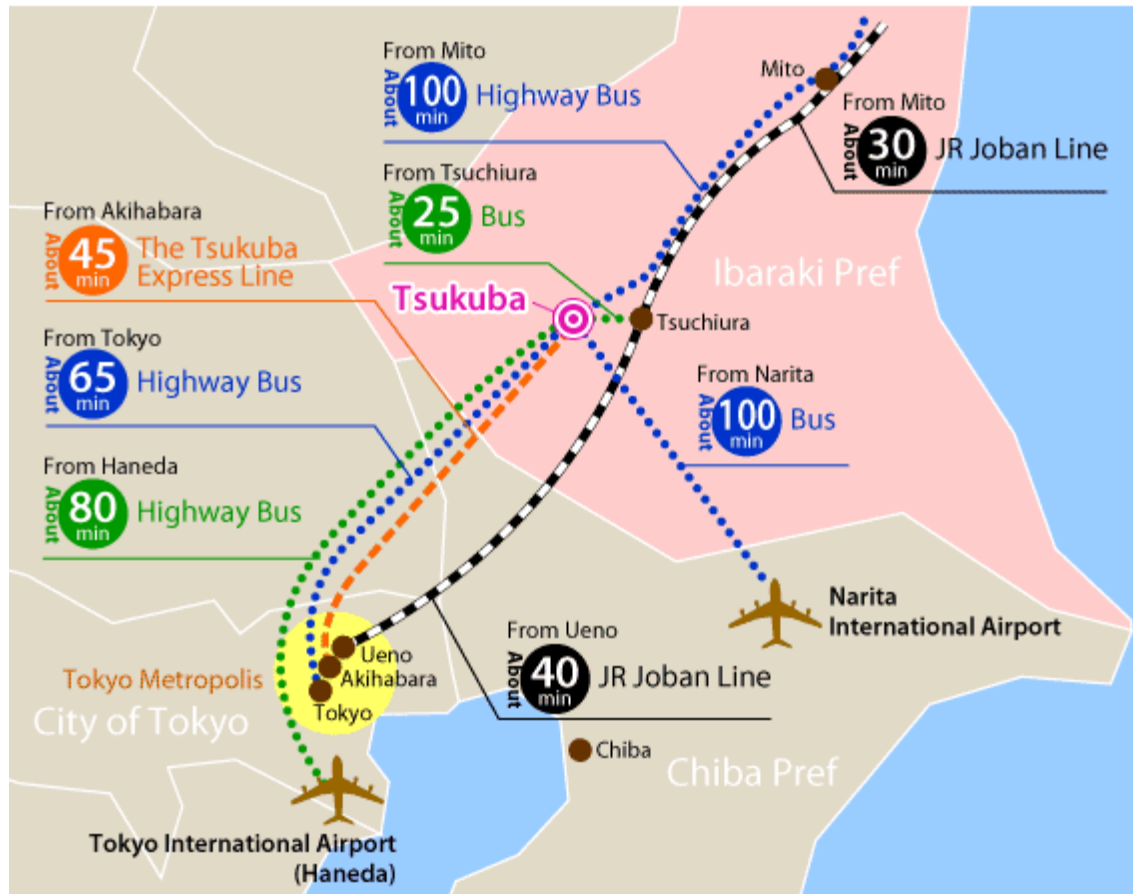 From Mito
About
100
min
Highway Bus
Mito
From Mito
About
30
min
JR Joban Line
From Tsuchiura
About
25
min
Bus
From Akihabara
About
45
min
The Tsukuba
Express Line
Ibaraki Pref
Tsukuba
Tsuchiura
From Tokyo
About
65
min
Highway Bus
From Narita
About
100
min
Bus
From Haneda
About
80
min
Highway Bus
Narita
International Airport
From Ueno
About
40
min
JR Joban Line
Ueno
Akihabara
Tokyo
Tokyo Metropolis
City of Tokyo
Chiba
Chiba Pref
Tokyo International Airport
(Haneda)